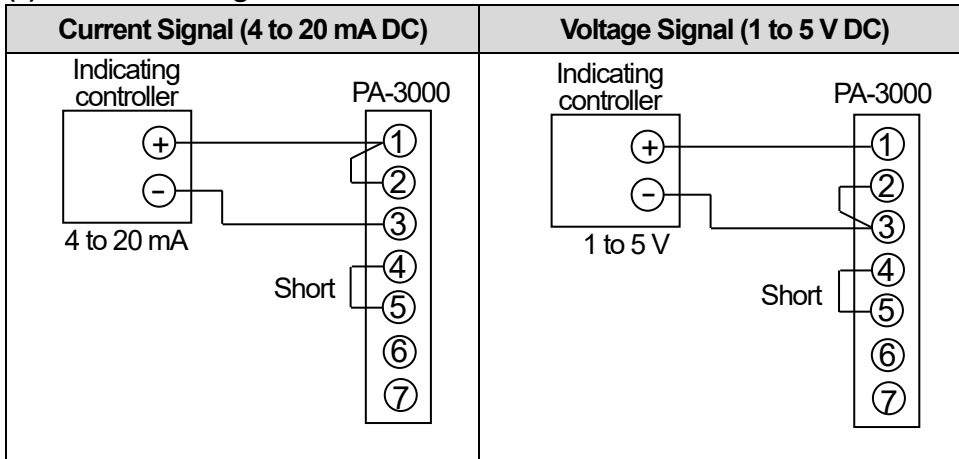 Current Signal (4 to 20 mA DC)
Voltage Signal (1 to 5 V DC)
Indicating
controller
PA-3000
+
−
1
2
3
4
5
6
7
4 to 20 mA
Short
Indicating
controller
PA-3000
+
−
1
2
3
4
5
6
7
1 to 5 V
Short